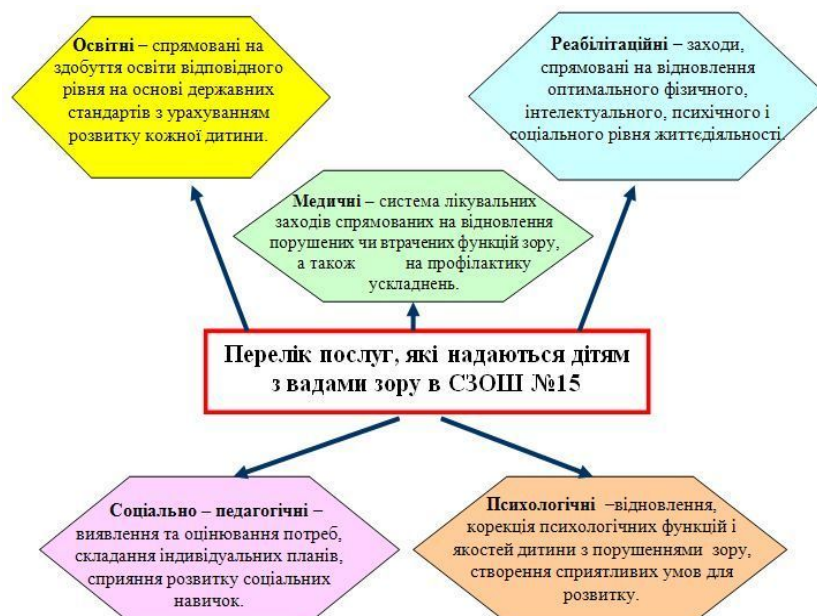 Освітні – спрямовані на
здобуття освіти відповідного
рівня на основі державних
стандартів з урахуванням
розвитку кожної дитини.
Реабілітаційні – заходи,
спрямовані на відновлення
оптимального фізичного,
інтелектуального, психічного і
соціального рівня життєдіяльності.
Медичні – система лікувальних
заходів спрямованих на відновлення
порушених чи втрачених функцій зору,
а також на профілактику
ускладнень.
Перелік послуг, які надаються дітям
з вадами зору в СЗОШ №15
Соціально – педагогічні –
виявлення та оцінювання потреб,
складання індивідуальних планів,
сприяння розвитку соціальних
навичок.
Психологічні –відновлення,
корекція психологічних функцій і
якостей дитини з порушеннями зору,
створення сприятливих умов для
розвитку.